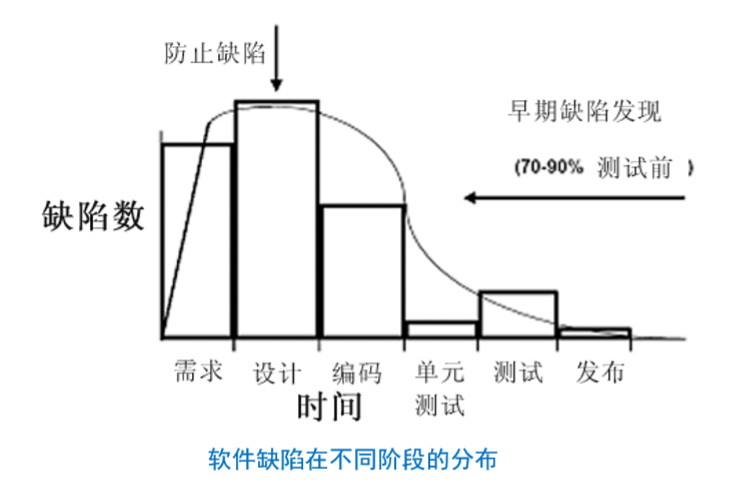 防止缺陷
早期缺陷发现
(70-90% 测试前 )
缺陷数
需求 设计 编码 单元 测试 发布
测试
时间
软件缺陷在不同阶段的分布